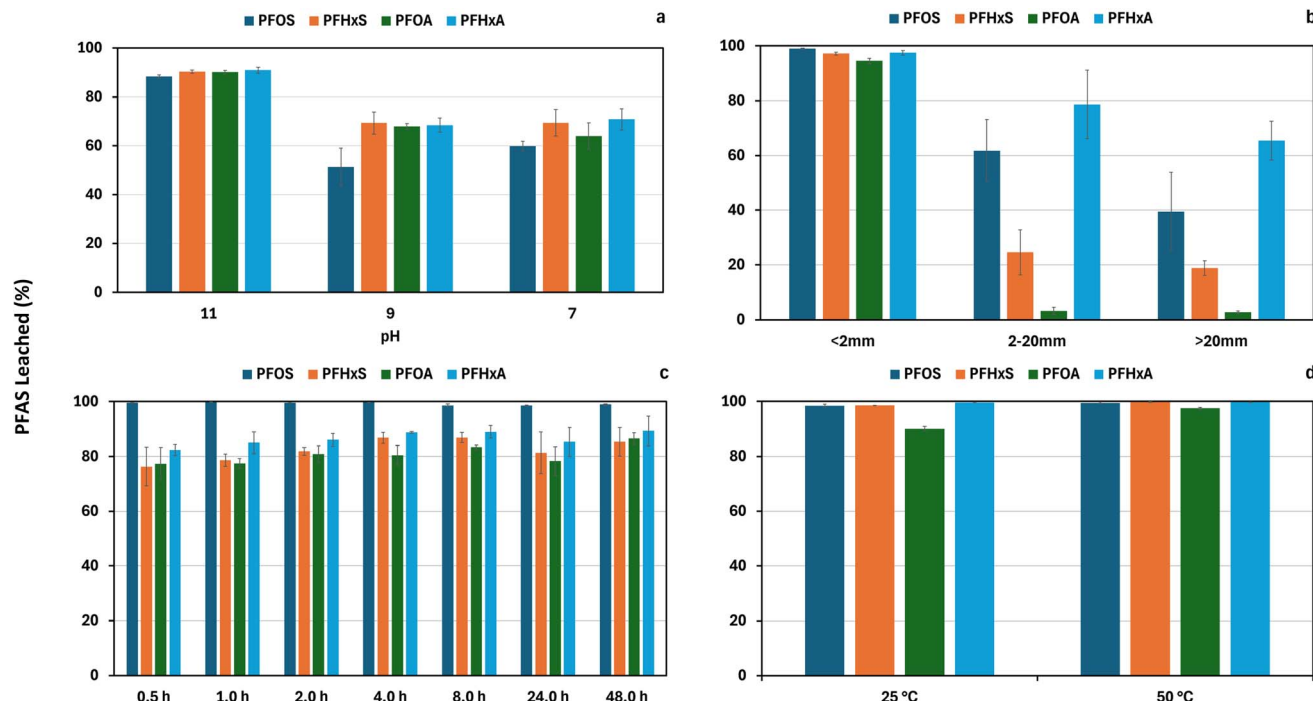 PFAS Leached (%)
PFOS PFHxS PFOA PFHxA a
100
80
60
40
20
0
11 9 7
pH
PFOS PFHxS PFOA PFHxA b
100
80
60
40
20
0
<2mm 2-20mm >20mm
PFOS PFHxS PFOA PFHxA c
100
80
60
40
20
0
0.5 h 1.0 h 2.0 h 4.0 h 8.0 h 24.0 h 48.0 h
PFOS PFHxS PFOA PFHxA d
100
80
60
40
20
0
25 °C 50 °C